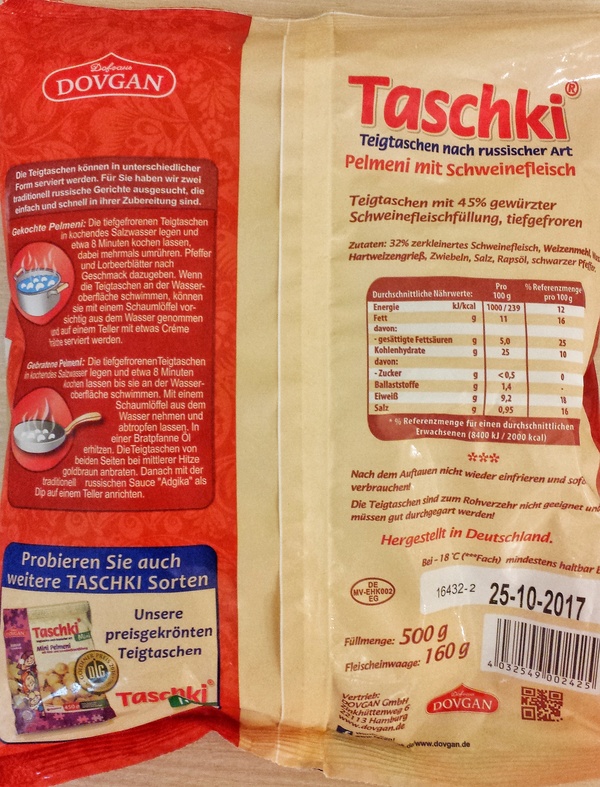 Dofgan
DOVGAN
Die Teigtaschen können in unterschiedlicher
Form serviert werden. Für Sie haben wir zwei
traditionell russische Gerichte ausgesucht, die
einfach und schnell in ihrer Zubereitung sind.
Gekochte Pelmeni: Die tiefgefrorenen Teigtaschen
in kochendes Salzwasser legen und
etwa 8 Minuten kochen lassen,
dabei mehrmals umrühren. Pfeffer
und Lorbeerblätter nach
Geschmack dazugeben. Wenn
die Teigtaschen an der Wasser-
oberfläche schwimmen, können
sie mit einem Schaumlöffel vor-
sichtig aus dem Wasser genommen
und auf einem Teller mit etwas Créme
serviert werden.
Gebratene Pelmeni: Die tiefgefrorenenTeigtaschen
in kochendes Salzwasser legen und etwa 8 Minuten
kochen lassen bis sie an der Wasser-
oberfläche schwimmen. Mit einem
Schaumlöffel aus dem
Wasser nehmen und
abtropfen lassen. In
einer Bratpfanne Öl
erhitzen. DieTeigtaschen von
beiden Seiten bei mittlerer Hitze
goldbraun anbraten. Danach mit der
traditionell russischen Sauce "Adgika" als
Dip auf einem Teller anrichten.
Probieren Sie auch
weitere TASCHKI Sorten
Unsere
preisgekrönten
Teigtaschen
Taschki
Mini Pelmeni
DLG
Taschki
Taschki®
Teigtaschen nach russischer Art
Pelmeni mit Schweinefleisch
Teigtaschen mit 45% gewürzter
Schweinefleischfüllung, tiefgefroren
Zutaten: 32% zerkleinertes Schweinefleisch, Weizenmehl,
Hartweizengrieß, Zwiebeln, Salz, Rapsöl, schwarzer Pfeffer.
Durchschnittliche Nährwerte: Pro 100 g % Referenzmenge pro 100 g
Energie kJ/kcal 1000 / 239 12
Fett g 11 16
davon:
- gesättigte Fettsäuren g 5,0 25
Kohlenhydrate g 25 10
davon:
- Zucker g < 0,5 0
Ballaststoffe g 1,4 -
Eiweiß g 9,2 18
Salz g 0,95 16
* % Referenzmenge für einen durchschnittlichen
Erwachsenen (8400 kJ / 2000 kcal)
***
Nach dem Auftauen nicht wieder einfrieren und
verbrauchen!
Die Teigtaschen sind zum Rohverzehr nicht geeignet
müssen gut durchgegart werden!
Hergestellt in Deutschland.
Bei - 18°C (***Fach) mindestens haltbar
DE
MV-EHK002
EG
16432-2 25-10-2017
Füllmenge: 500 g
Fleischeinwaage: 160 g
4 032549 002425
Vertrieb:
DOVGAN GmbH
22113 Hamburg
www.dovgan.de
DOVGAN
www.dovgan.de